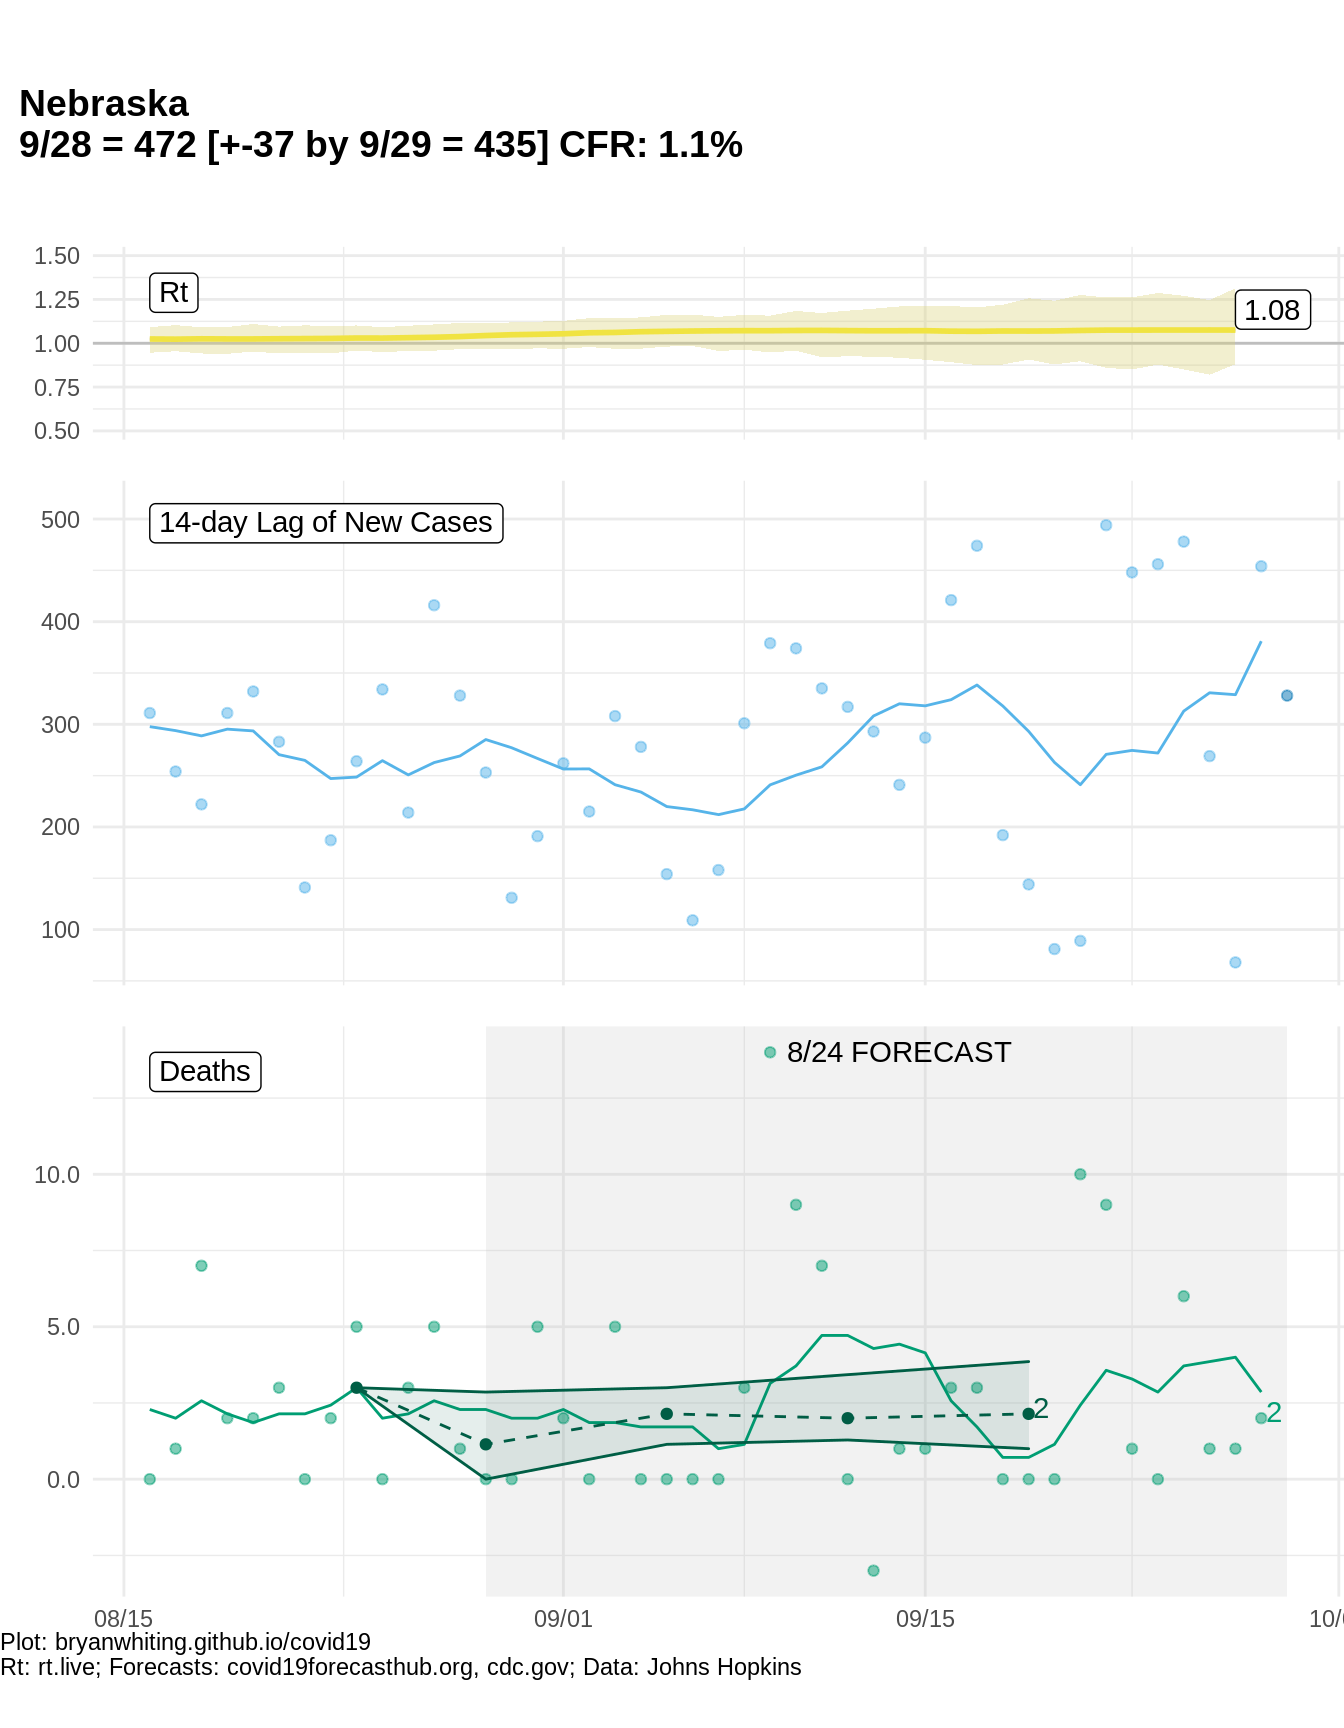 Nebraska
9/28 = 472 [+-37 by 9/29 = 435] CFR: 1.1%
1.50
1.25
1.00
0.75
0.50
Rt
1.08
500
400
300
200
100
14-day Lag of New Cases
10.0
5.0
0.0
Deaths
8/24 FORECAST
2
2
08/15
09/01
09/15
10/0
Plot: bryanwhiting.github.io/covid19
Rt: rt.live; Forecasts: covid19forecasthub.org, cdc.gov; Data: Johns Hopkins